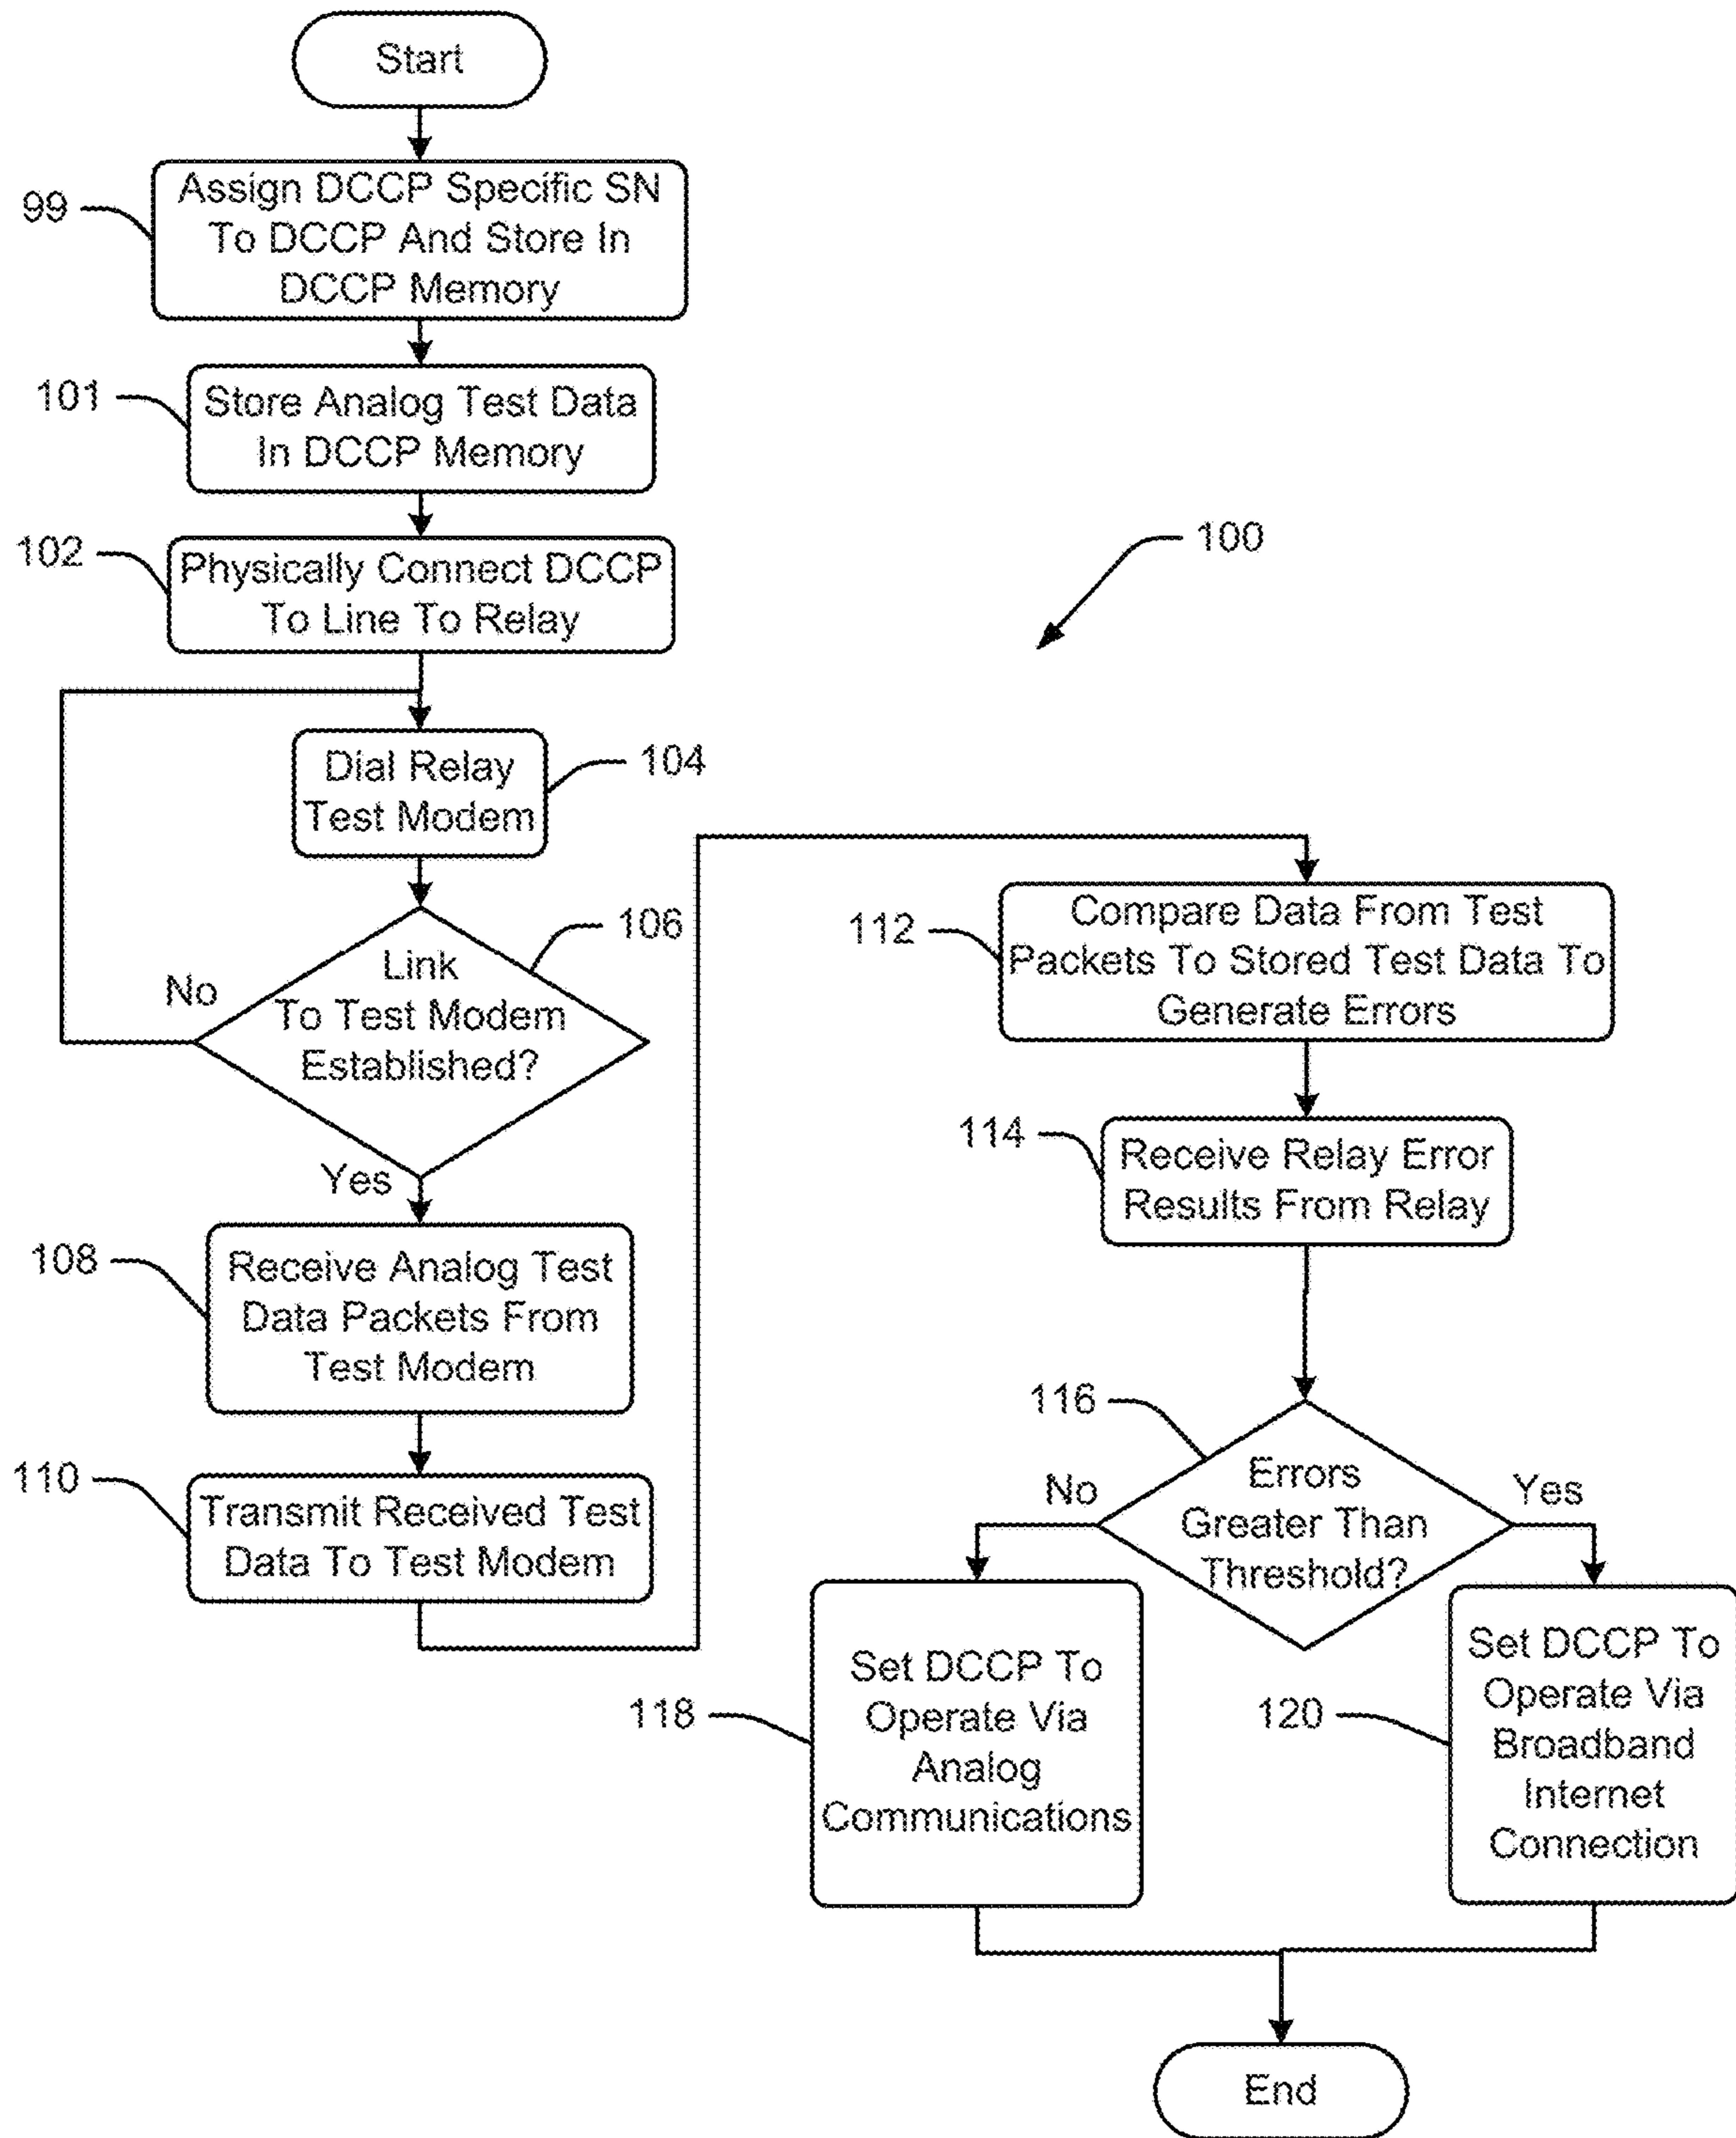 Start
99
Assign DCCP Specific SN
To DCCP And Store In
DCCP Memory
101
Store Analog Test Data
In DCCP Memory
102
Physically Connect DCCP
To Line To Relay
100
Dial Relay
Test Modem
104
106
Link
To Test Modem
Established?
No
Yes
108
Receive Analog Test
Data Packets From
Test Modem
110
Transmit Received Test
Data To Test Modem
112
Compare Data From Test
Packets To Stored Test Data To
Generate Errors
114
Receive Relay Error
Results From Relay
116
Errors
Greater Than
Threshold?
No
Yes
118
Set DCCP To
Operate Via
Analog
Communications
120
Set DCCP To
Operate Via
Broadband
Internet
Connection
End